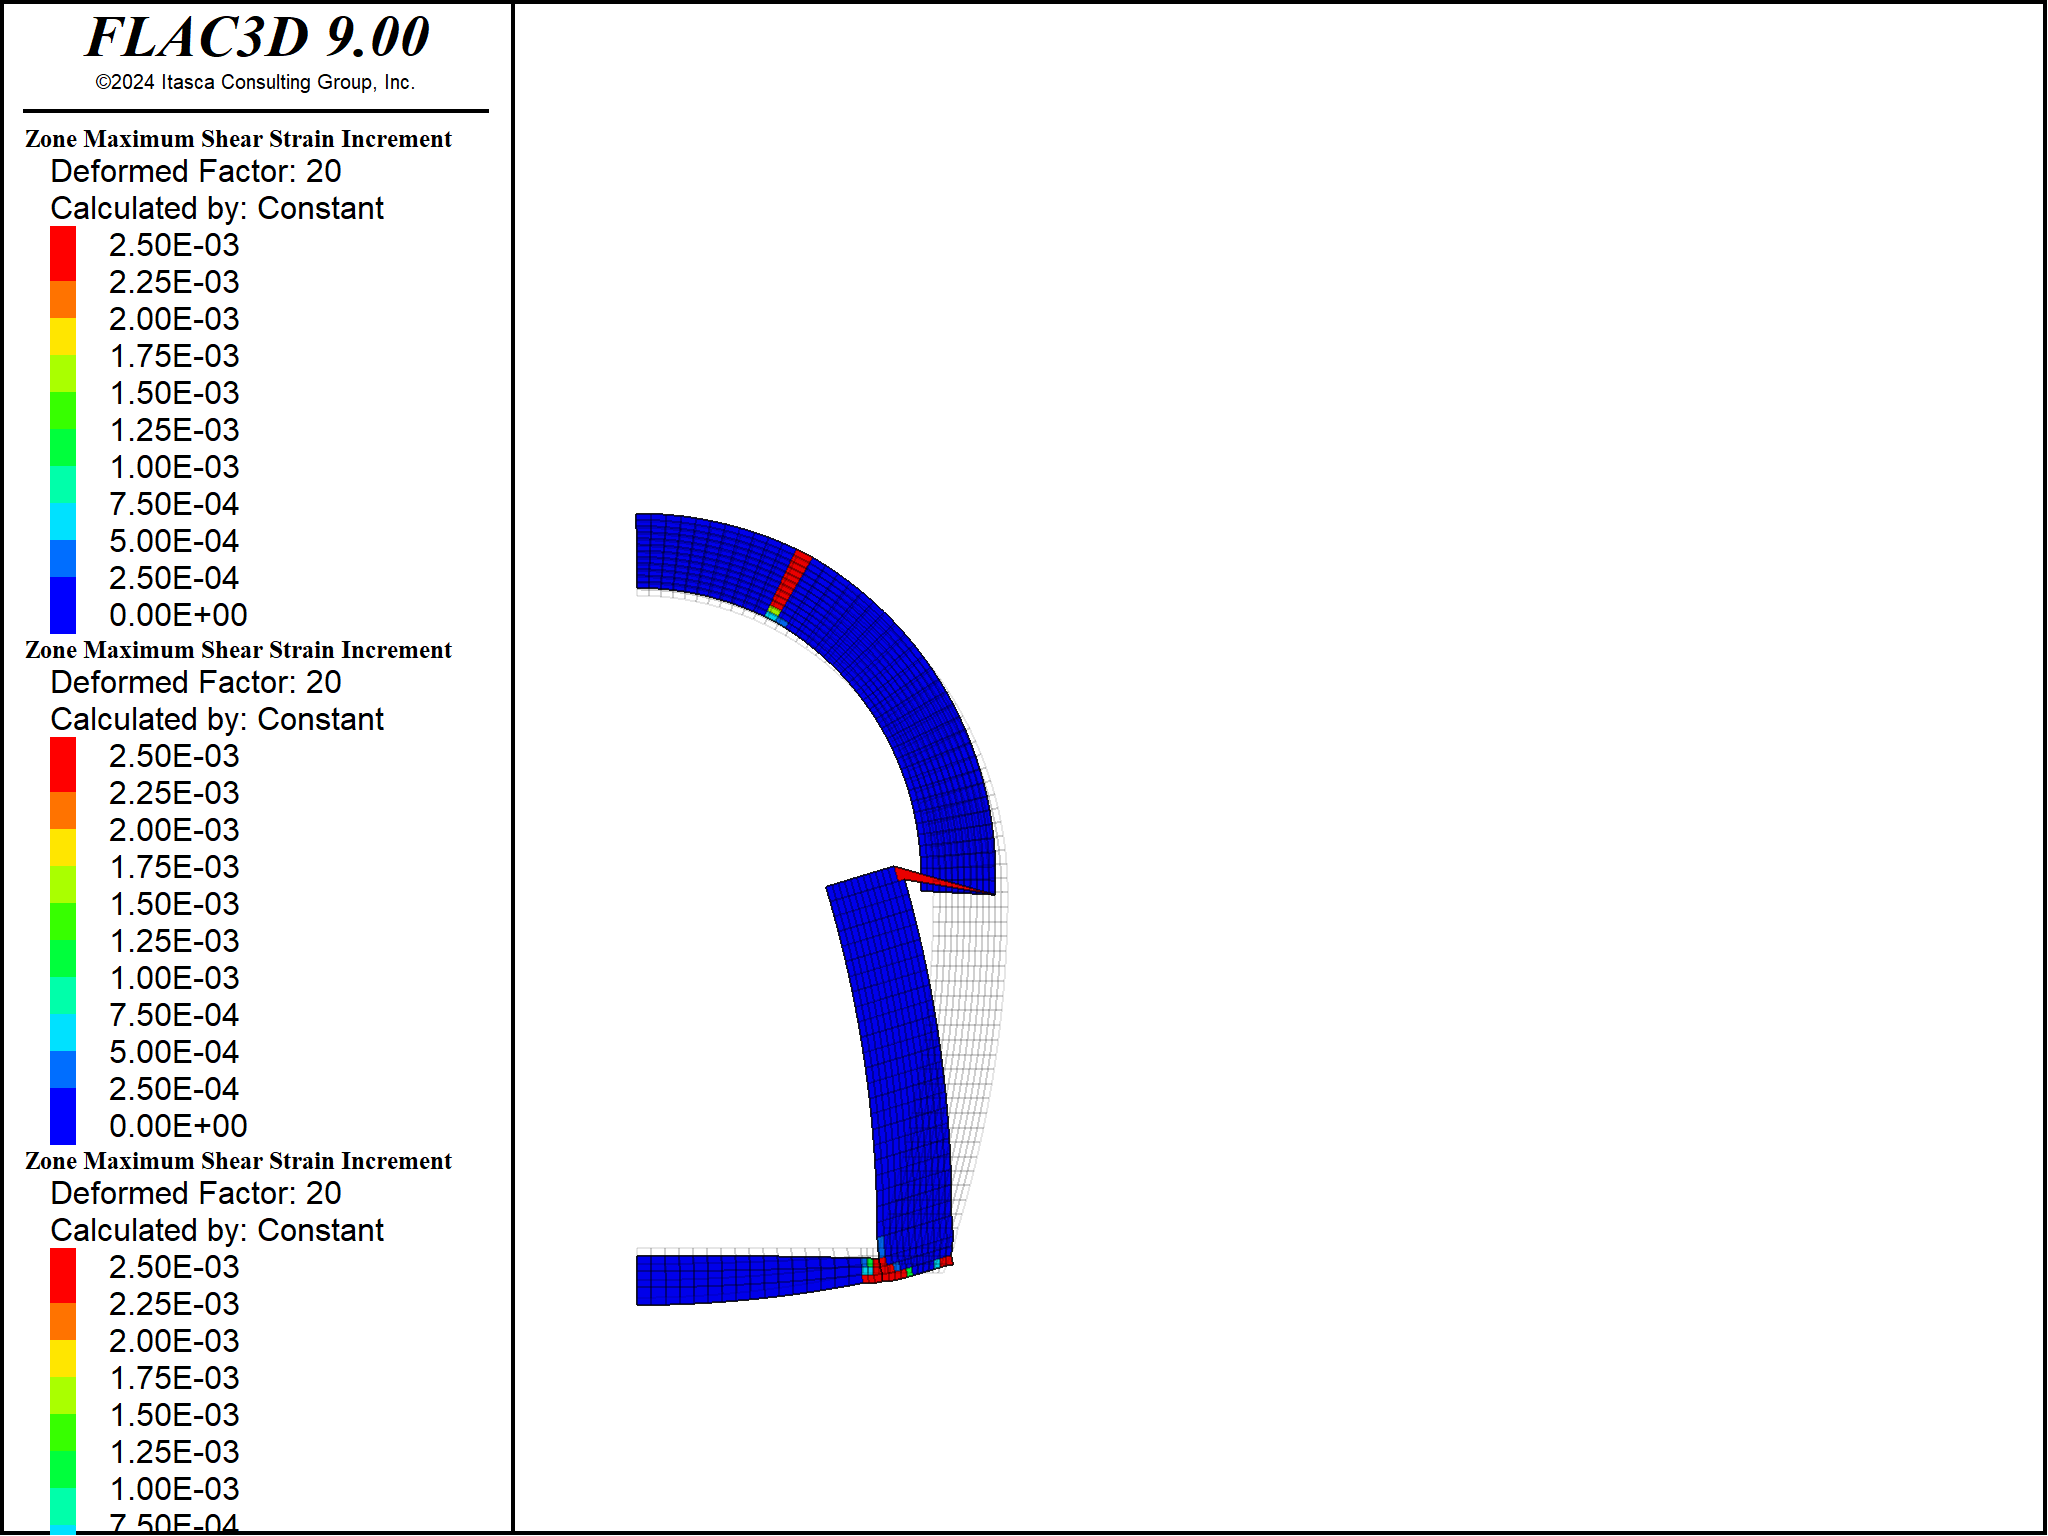 FLAC3D 9.00
©2024 Itasca Consulting Group, Inc.
Zone Maximum Shear Strain Increment
Deformed Factor: 20
Calculated by: Constant
2.50E-03
2.25E-03
2.00E-03
1.75E-03
1.50E-03
1.25E-03
1.00E-03
7.50E-04
5.00E-04
2.50E-04
0.00E+00
Zone Maximum Shear Strain Increment
Deformed Factor: 20
Calculated by: Constant
2.50E-03
2.25E-03
2.00E-03
1.75E-03
1.50E-03
1.25E-03
1.00E-03
7.50E-04
5.00E-04
2.50E-04
0.00E+00
Zone Maximum Shear Strain Increment
Deformed Factor: 20
Calculated by: Constant
2.50E-03
2.25E-03
2.00E-03
1.75E-03
1.50E-03
1.25E-03
1.00E-03
7.50E-04